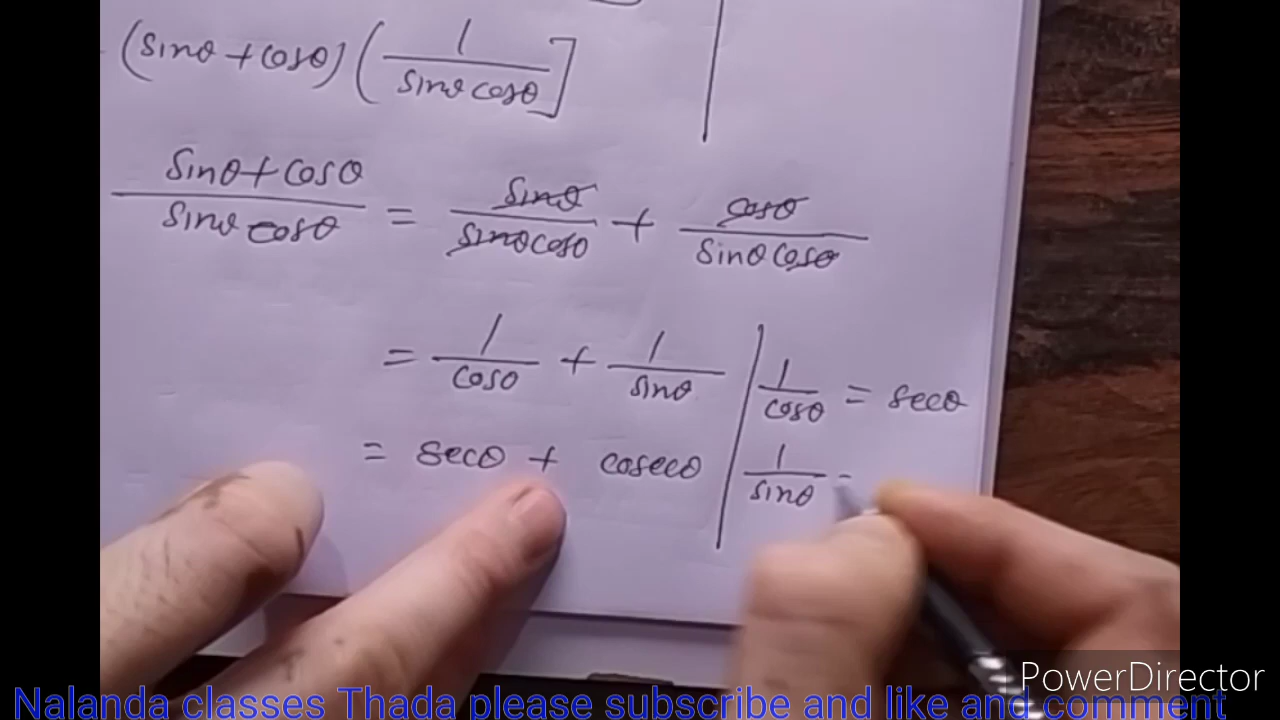 (sinθ + cosθ) ( 1 / sinθ cosθ ]
sinθ + cosθ / sinθ cosθ = sinθ / sinθ cosθ + cosθ / sinθ cosθ
= 1 / cosθ + 1 / sinθ
1 / cosθ = secθ
= secθ + cosecθ
1 / sinθ =
PowerDirector
Nalanda classes Thada please subscribe and like and comment